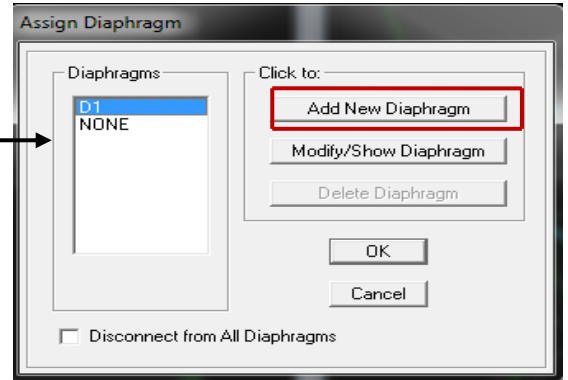 Assign Diaphragm
Diaphragms
D1
NONE
Click to:
Add New Diaphragm
Modify/Show Diaphragm
Delete Diaphragm
OK
Cancel
Disconnect from All Diaphragms